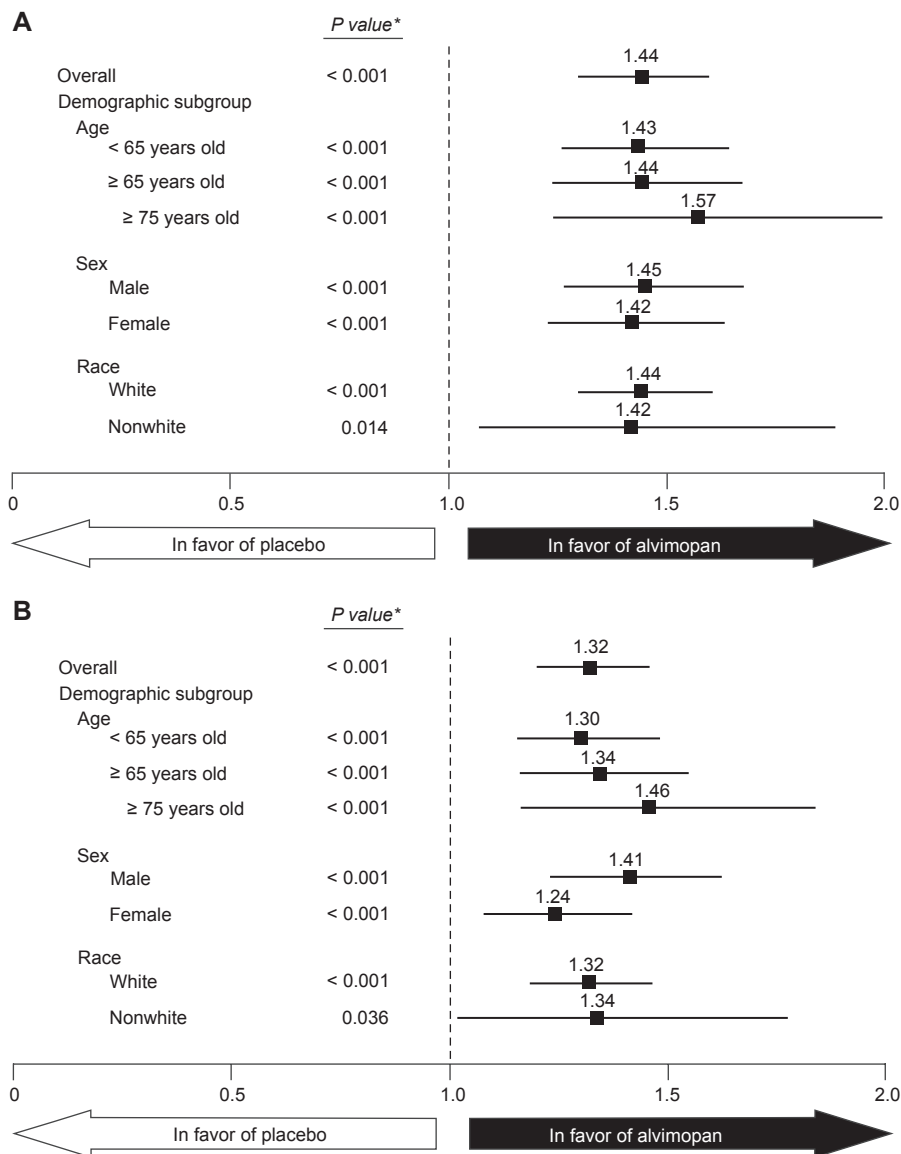 A
P value*
1.44
Overall < 0.001
Demographic subgroup
Age
1.43
< 65 years old < 0.001
1.44
≥ 65 years old < 0.001
1.57
≥ 75 years old < 0.001
Sex
1.45
Male < 0.001
1.42
Female < 0.001
Race
1.44
White < 0.001
1.42
Nonwhite 0.014
0 0.5 1.0 1.5 2.0
In favor of placebo In favor of alvimopan
B
P value*
1.32
Overall < 0.001
Demographic subgroup
Age
1.30
< 65 years old < 0.001
1.34
≥ 65 years old < 0.001
1.46
≥ 75 years old < 0.001
Sex
1.41
Male < 0.001
1.24
Female < 0.001
Race
1.32
White < 0.001
1.34
Nonwhite 0.036
0 0.5 1.0 1.5 2.0
In favor of placebo In favor of alvimopan